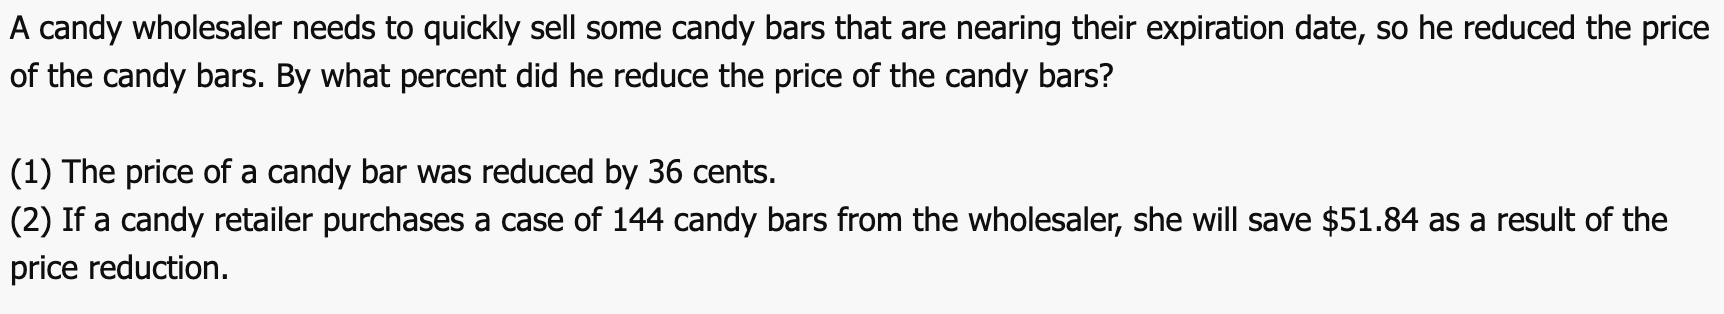 A candy wholesaler needs to quickly sell some candy bars that are nearing their expiration date, so he reduced the price
of the candy bars. By what percent did he reduce the price of the candy bars?
(1) The price of a candy bar was reduced by 36 cents.
(2) If a candy retailer purchases a case of 144 candy bars from the wholesaler, she will save $51.84 as a result of the
price reduction.